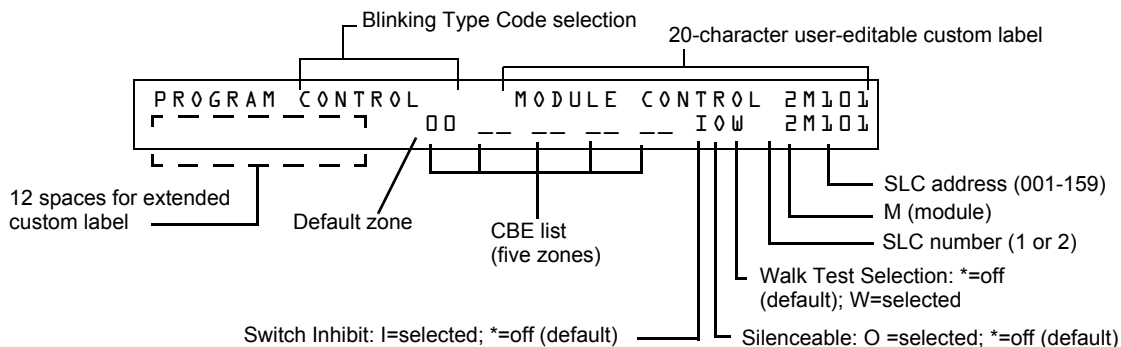 Blinking Type Code selection
20-character user-editable custom label
PROGRAM CONTROL MODULE CONTROL 2M101
00 __ __ __ __ IOW 2M101
12 spaces for extended
custom label
Default zone
CBE list
(five zones)
SLC address (001-159)
M (module)
SLC number (1 or 2)
Walk Test Selection: *=off
(default); W=selected
Switch Inhibit: I=selected; *=off (default)
Silenceable: O =selected; *=off (default)